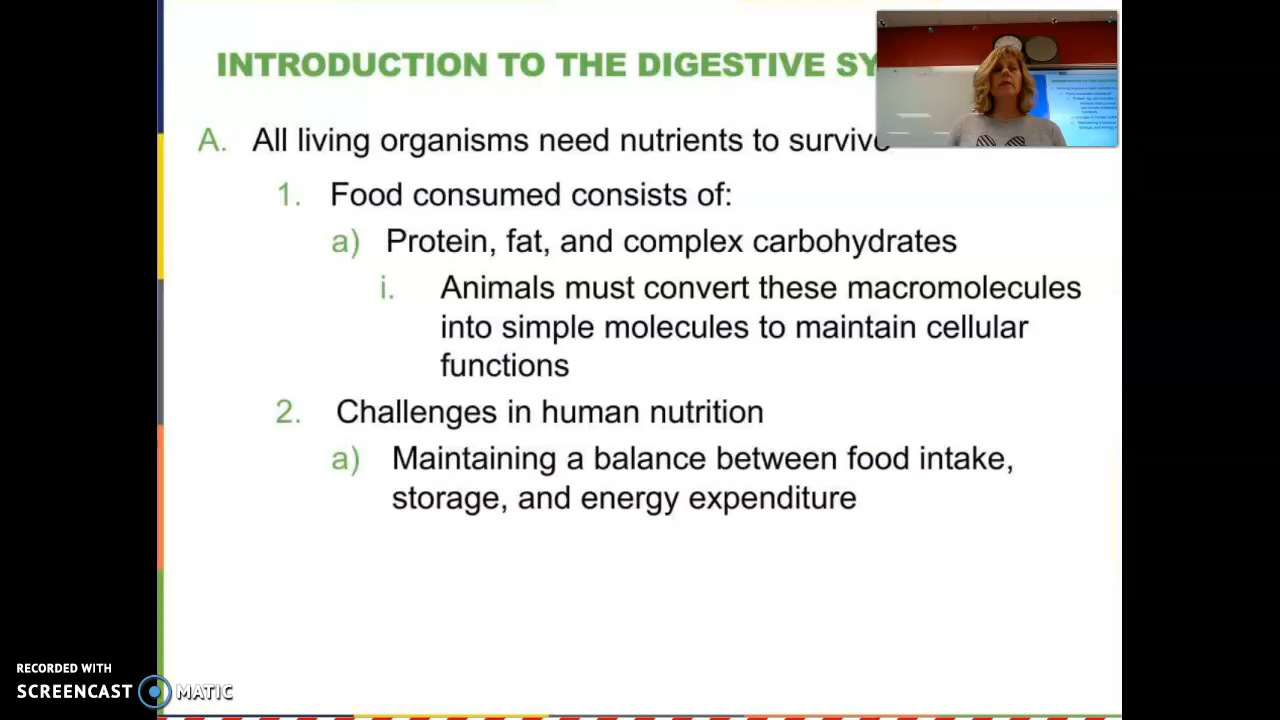 INTRODUCTION TO THE DIGESTIVE
A. All living organisms need nutrients to survive
1. Food consumed consists of:
a) Protein, fat, and complex carbohydrates
i. Animals must convert these macromolecules
into simple molecules to maintain cellular
functions
2. Challenges in human nutrition
a) Maintaining a balance between food intake,
storage, and energy expenditure
RECORDED WITH
SCREENCAST MATIC